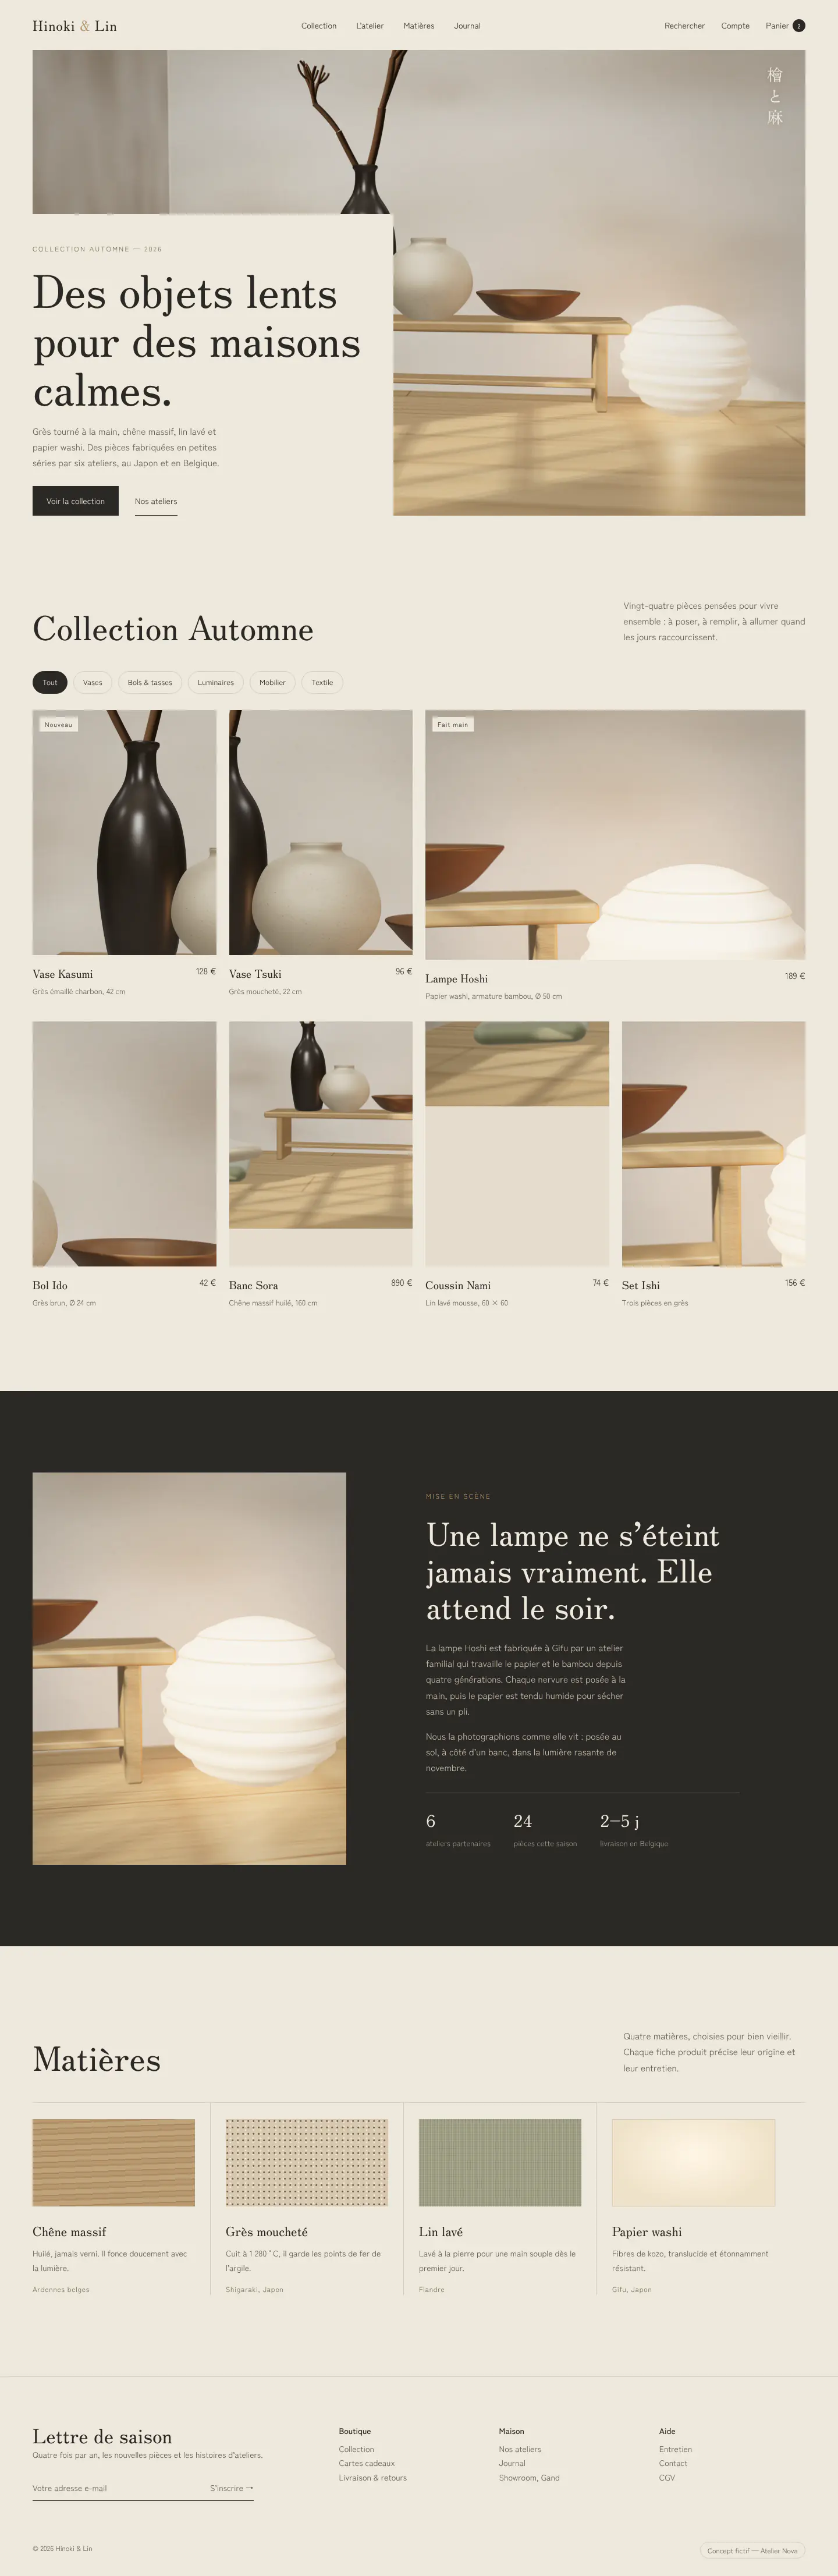 Hinoki & Lin
Collection
L'atelier
Matières
Journal
Rechercher
Compte
Panier
2
檜と麻
COLLECTION AUTOMNE — 2026
Des objets lents
pour des maisons
calmes.
Grès tourné à la main, chêne massif, lin lavé et
papier washi. Des pièces fabriquées en petites
séries par six ateliers, au Japon et en Belgique.
Voir la collection
Nos ateliers
Collection Automne
Vingt-quatre pièces pensées pour vivre
ensemble : à poser, à remplir, à allumer quand
les jours raccourcissent.
Tout
Vases
Bols & tasses
Luminaires
Mobilier
Textile
Nouveau
Fait main
Vase Kasumi
128 €
Grès émaillé charbon, 42 cm
Vase Tsuki
96 €
Grès moucheté, 22 cm
Lampe Hoshi
189 €
Papier washi, armature bambou, Ø 50 cm
Bol Ido
42 €
Grès brun, Ø 24 cm
Banc Sora
890 €
Chêne massif huilé, 160 cm
Coussin Nami
74 €
Lin lavé mousse, 60 × 60
Set Ishi
156 €
Trois pièces en grès
MISE EN SCÈNE
Une lampe ne s’éteint
jamais vraiment. Elle
attend le soir.
La lampe Hoshi est fabriquée à Gifu par un atelier
familial qui travaille le papier et le bambou depuis
quatre générations. Chaque nervure est posée à la
main, puis le papier est tendu humide pour sécher
sans un pli.
Nous la photographions comme elle vit : posée au
sol, à côté d’un banc, dans la lumière rasante de
novembre.
6
ateliers partenaires
24
pièces cette saison
2–5 j
livraison en Belgique
Matières
Quatre matières, choisies pour bien vieillir.
Chaque fiche produit précise leur origine et
leur entretien.
Chêne massif
Huilé, jamais verni. Il fonce doucement avec
la lumière.
Ardennes belges
Grès moucheté
Cuit à 1 280 °C, il garde les points de fer de
l’argile.
Shigaraki, Japon
Lin lavé
Lavé à la pierre pour une main souple dès le
premier jour.
Flandre
Papier washi
Fibres de kozo, translucide et étonnamment
résistant.
Gifu, Japon
Lettre de saison
Quatre fois par an, les nouvelles pièces et les histoires d’ateliers.
Votre adresse e-mail
S’inscrire →
Boutique
Collection
Cartes cadeaux
Livraison & retours
Maison
Nos ateliers
Journal
Showroom, Gand
Aide
Entretien
Contact
CGV
© 2026 Hinoki & Lin
Concept fictif — Atelier Nova